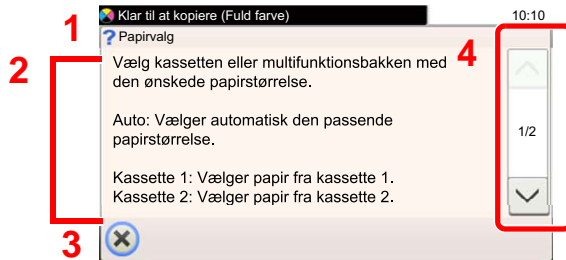 Klar til at kopiere (Fuld farve) 10:10
1 ? Papirvalg
2 Vælg kassetten eller multifunktionsbakken med 4
den ønskede papirstørrelse.
Auto: Vælger automatisk den passende
papirstørrelse. 1/2
Kassette 1: Vælger papir fra kassette 1.
Kassette 2: Vælger papir fra kassette 2.
3